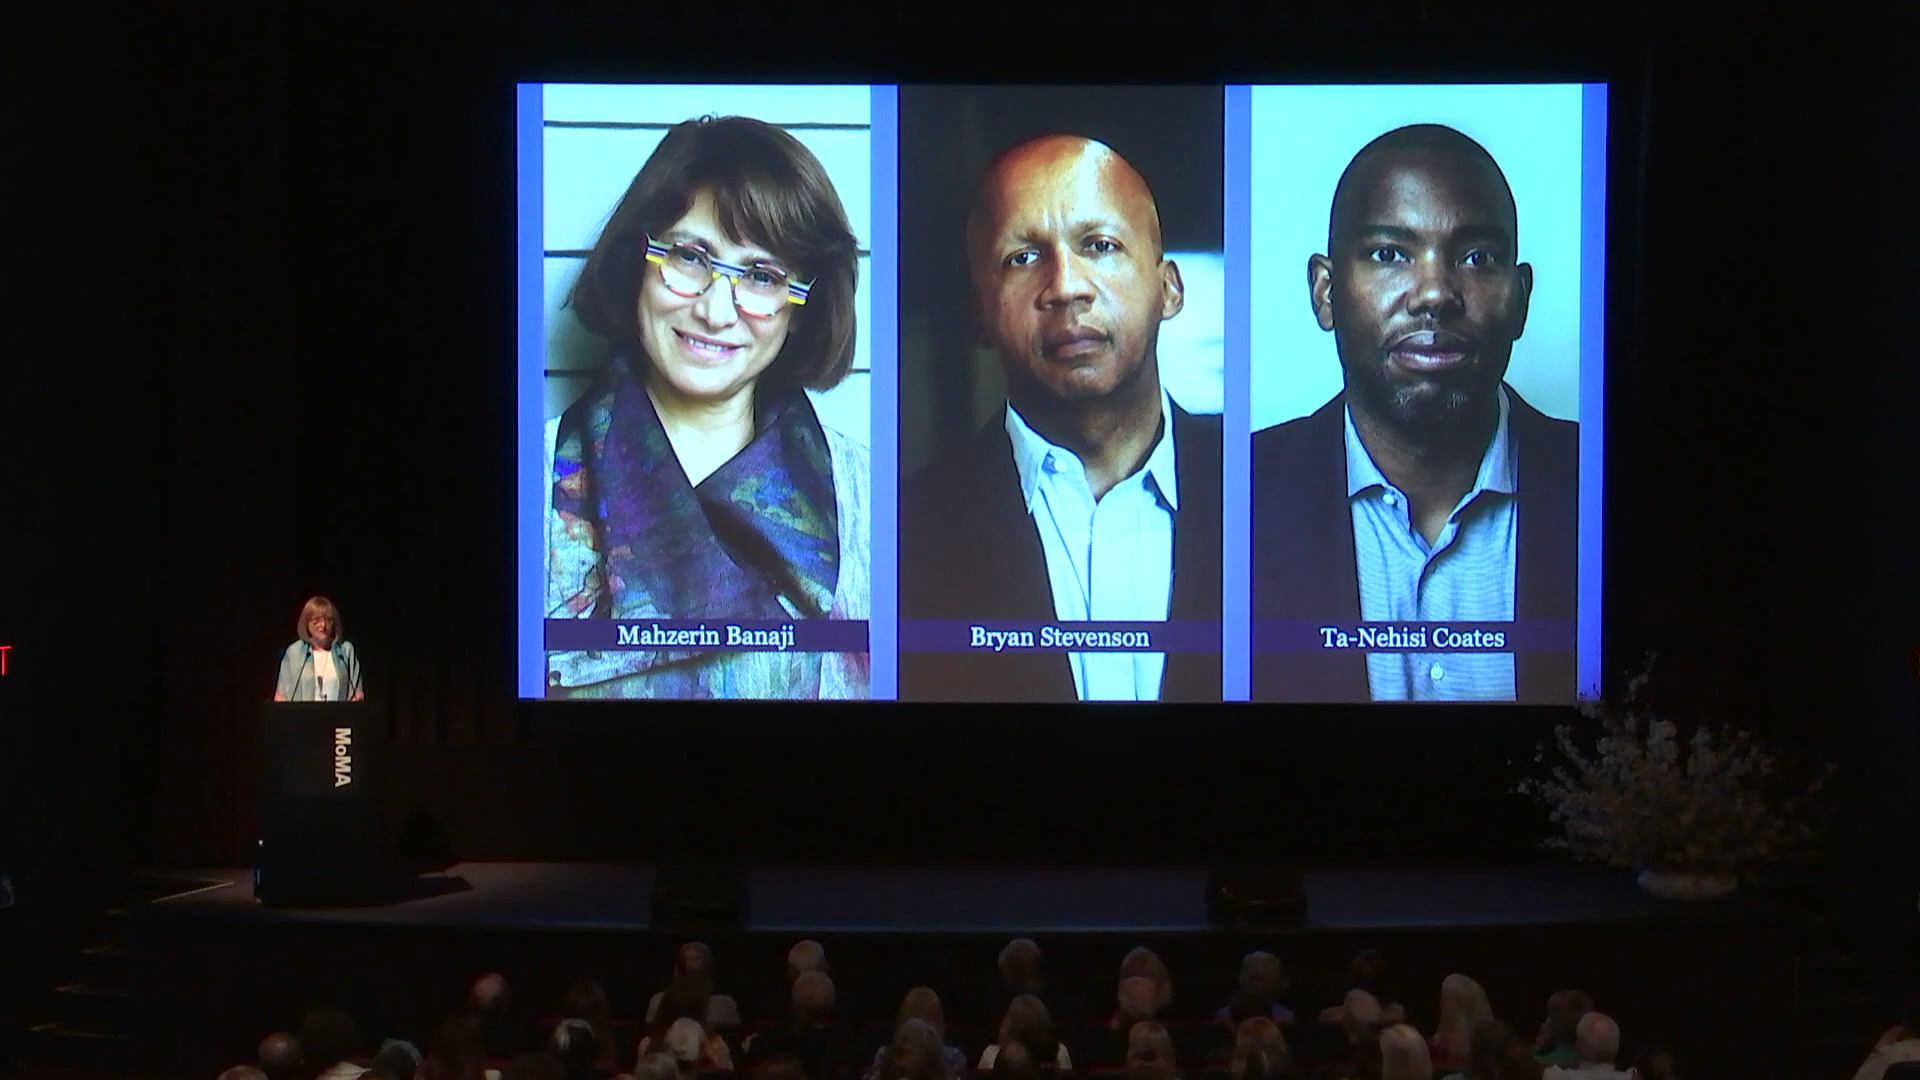 Mahzerin Banaji
Bryan Stevenson
Ta-Nehisi Coates
MoMA
T